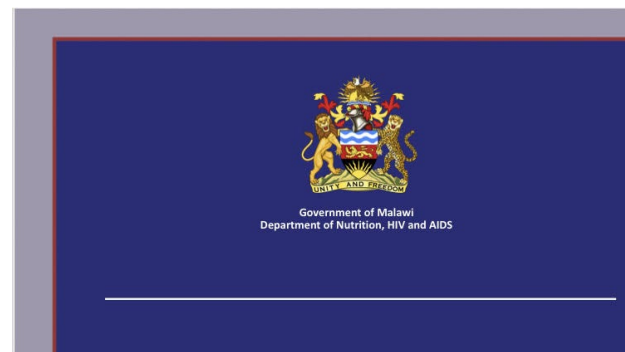 UNITY AND FREEDOM
Government of Malawi
Department of Nutrition, HIV and AIDS